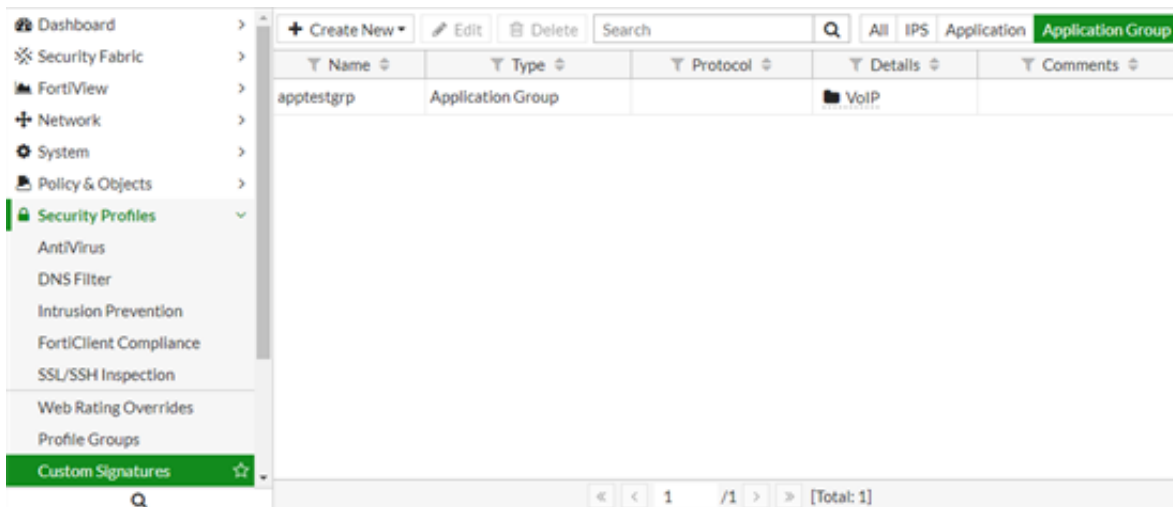 Dashboard
Security Fabric
FortiView
Network
System
Policy & Objects
Security Profiles
AntiVirus
DNS Filter
Intrusion Prevention
FortiClient Compliance
SSL/SSH Inspection
Web Rating Overrides
Profile Groups
Custom Signatures
+ Create New Edit Delete Search All IPS Application Application Group
Name Type Protocol Details Comments
apptestgrp Application Group VoIP
« < 1 /1 > » [Total: 1]